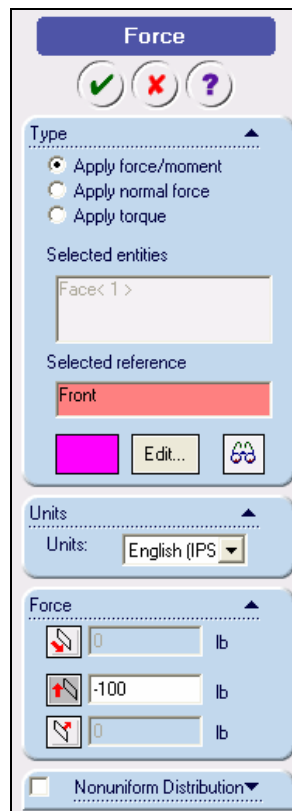 Force
?
Type
Apply force/moment
Apply normal force
Apply torque
Selected entities
Face< 1 >
Selected reference
Front
Edit...
Units
Units: English (IPS
Force
0 lb
-100 lb
0 lb
Nonuniform Distribution